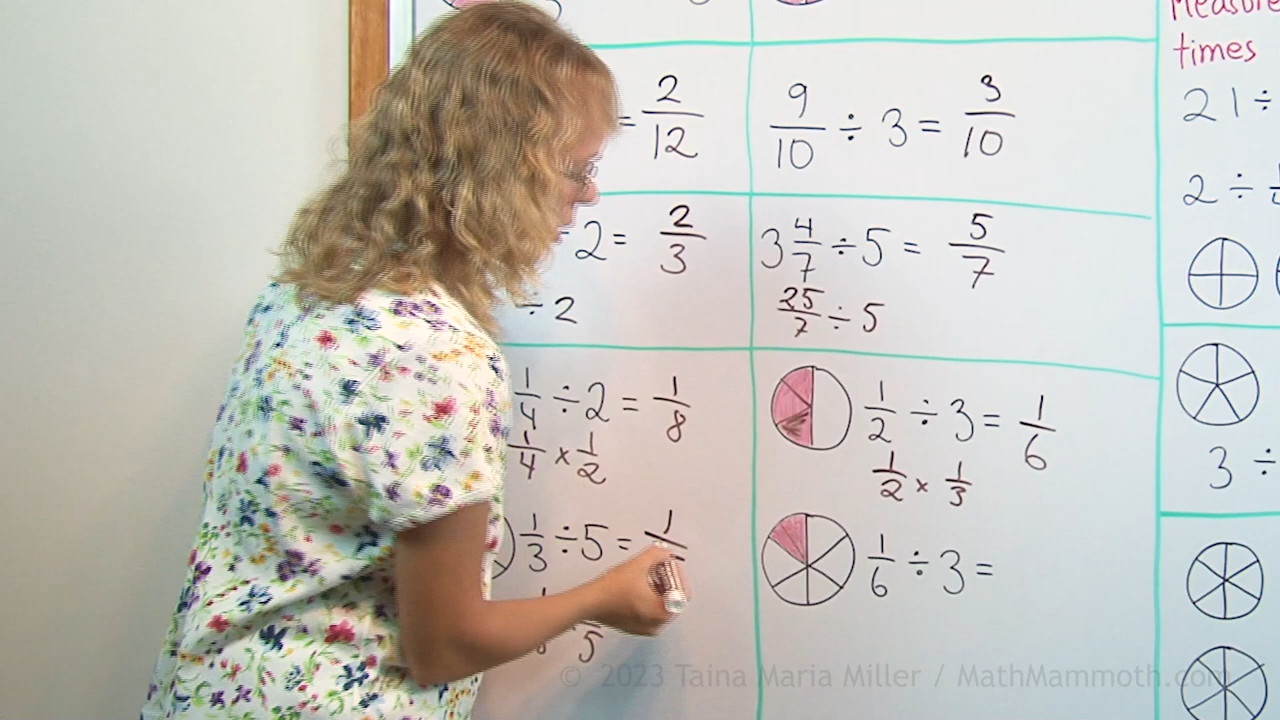 Measure
times
= 2/12
9/10 ÷ 3 = 3/10
21 ÷
2 ÷
2 = 2/3
÷ 2
3 4/7 ÷ 5 = 5/7
25/7 ÷ 5
1/4 ÷ 2 = 1/8
1/4 × 1/2
1/2 ÷ 3 = 1/6
1/2 × 1/3
3 ÷
1/3 ÷ 5 = 1
5
1/6 ÷ 3 =
© 2023 Taina Maria Miller / MathMammoth.com